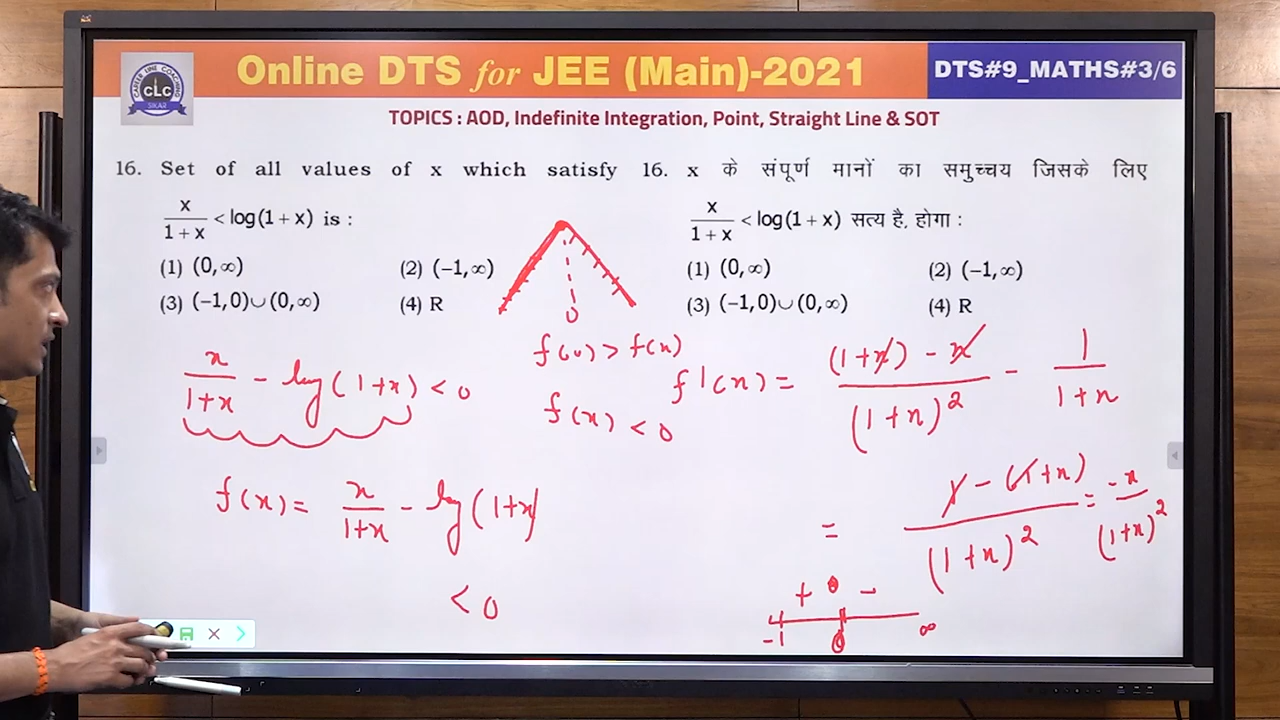 Online DTS for JEE (Main)-2021
DTS#9_MATHS#3/6
CAREER LINE COACHING
CLC
SIKAR
TOPICS : AOD, Indefinite Integration, Point, Straight Line & SOT
16. Set of all values of x which satisfy
x/(1 + x) < log(1 + x) is :
(1) (0, ∞) (2) (−1, ∞)
(3) (−1, 0) ∪ (0, ∞) (4) R
16. x के संपूर्ण मानों का समुच्चय जिसके लिए
x/(1 + x) < log(1 + x) सत्य है, होगा :
(1) (0, ∞) (2) (−1, ∞)
(3) (−1, 0) ∪ (0, ∞) (4) R
0
f(0) > f(x)
f(x) < 0
x/(1+x) − log(1+x) < 0
f(x) = x/(1+x) − log(1+x)
< 0
f'(x) = ((1+x) − x)/(1+x)² − 1/(1+x)
= (1 − (1+x))/(1+x)² = −x/(1+x)²
+ 0 −
−1 0 ∞